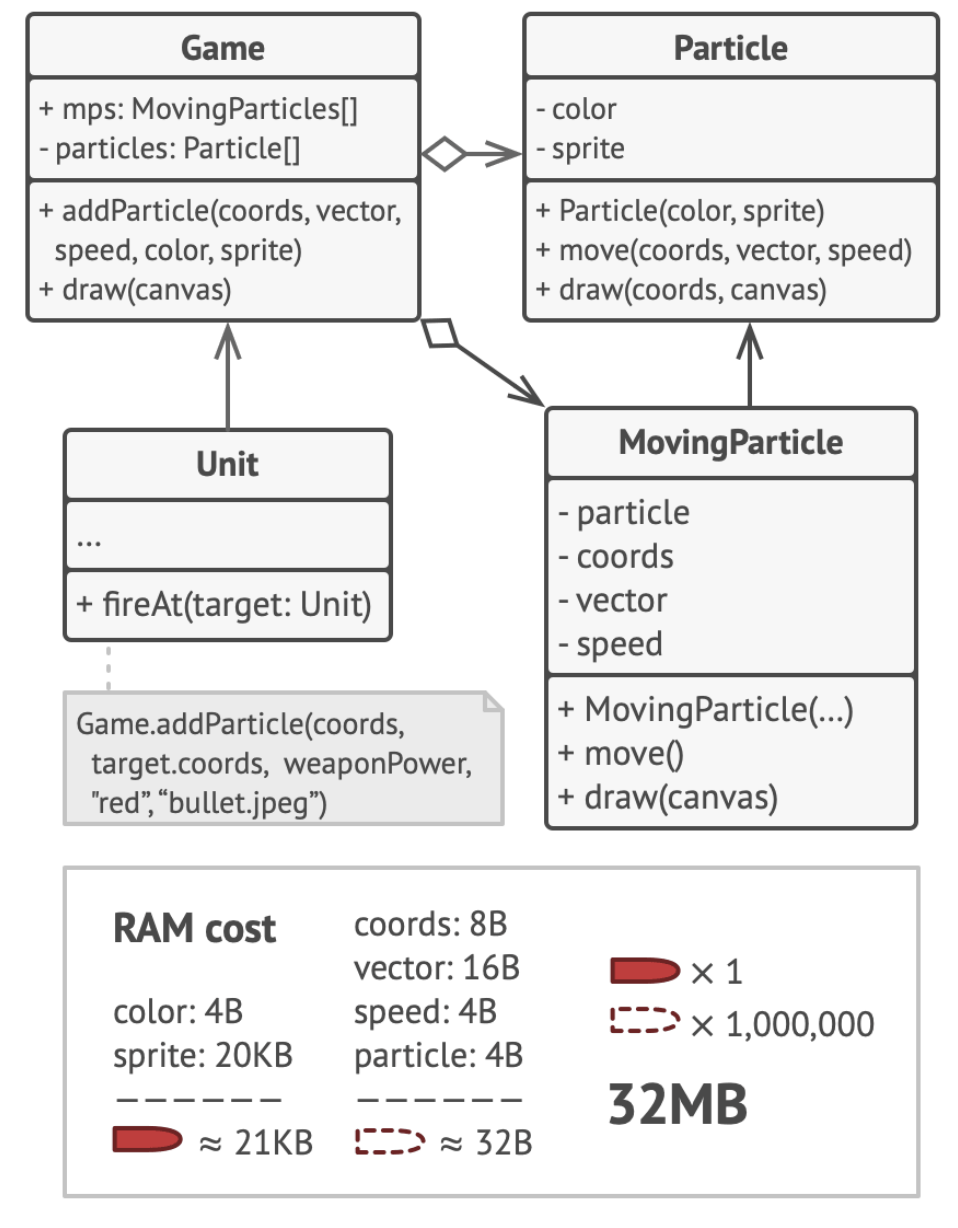 Game
+ mps: MovingParticles[]
- particles: Particle[]
+ addParticle(coords, vector,
speed, color, sprite)
+ draw(canvas)
Particle
- color
- sprite
+ Particle(color, sprite)
+ move(coords, vector, speed)
+ draw(coords, canvas)
Unit
...
+ fireAt(target: Unit)
Game.addParticle(coords,
target.coords, weaponPower,
"red”, “bullet.jpeg”)
MovingParticle
- particle
- coords
- vector
- speed
+ MovingParticle(...)
+ move()
+ draw(canvas)
RAM cost
color: 4B
sprite: 20KB
––––––
≈ 21KB
coords: 8B
vector: 16B
speed: 4B
particle: 4B
––––––
≈ 32B
× 1
× 1,000,000
32MB